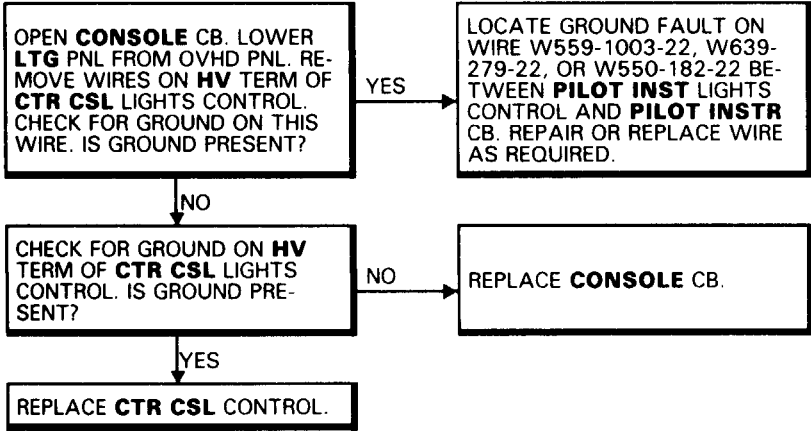 OPEN CONSOLE CB. LOWER
LTG PNL FROM OVHD PNL. RE-
MOVE WIRES ON HV TERM OF
CTR CSL LIGHTS CONTROL.
CHECK FOR GROUND ON THIS
WIRE. IS GROUND PRESENT?
YES
LOCATE GROUND FAULT ON
WIRE W559-1003-22, W639-
279-22, OR W550-182-22 BE-
TWEEN PILOT INST LIGHTS
CONTROL AND PILOT INSTR
CB. REPAIR OR REPLACE WIRE
AS REQUIRED.
NO
CHECK FOR GROUND ON HV
TERM OF CTR CSL LIGHTS
CONTROL. IS GROUND PRE-
SENT?
NO
REPLACE CONSOLE CB.
YES
REPLACE CTR CSL CONTROL.